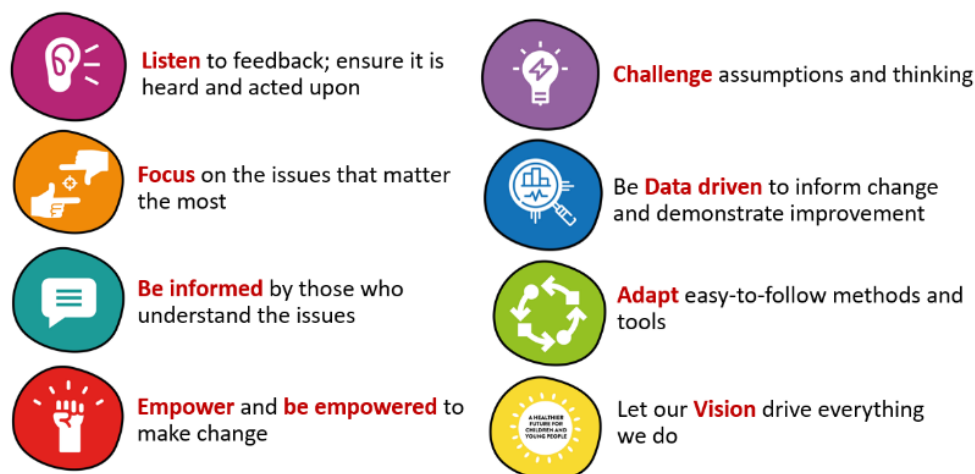 Listen to feedback; ensure it is
heard and acted upon
Focus on the issues that matter
the most
Be informed by those who
understand the issues
Empower and be empowered to
make change
Challenge assumptions and thinking
Be Data driven to inform change
and demonstrate improvement
Adapt easy-to-follow methods and
tools
A HEALTHIER
FUTURE FOR
CHILDREN AND
YOUNG PEOPLE
Let our Vision drive everything
we do